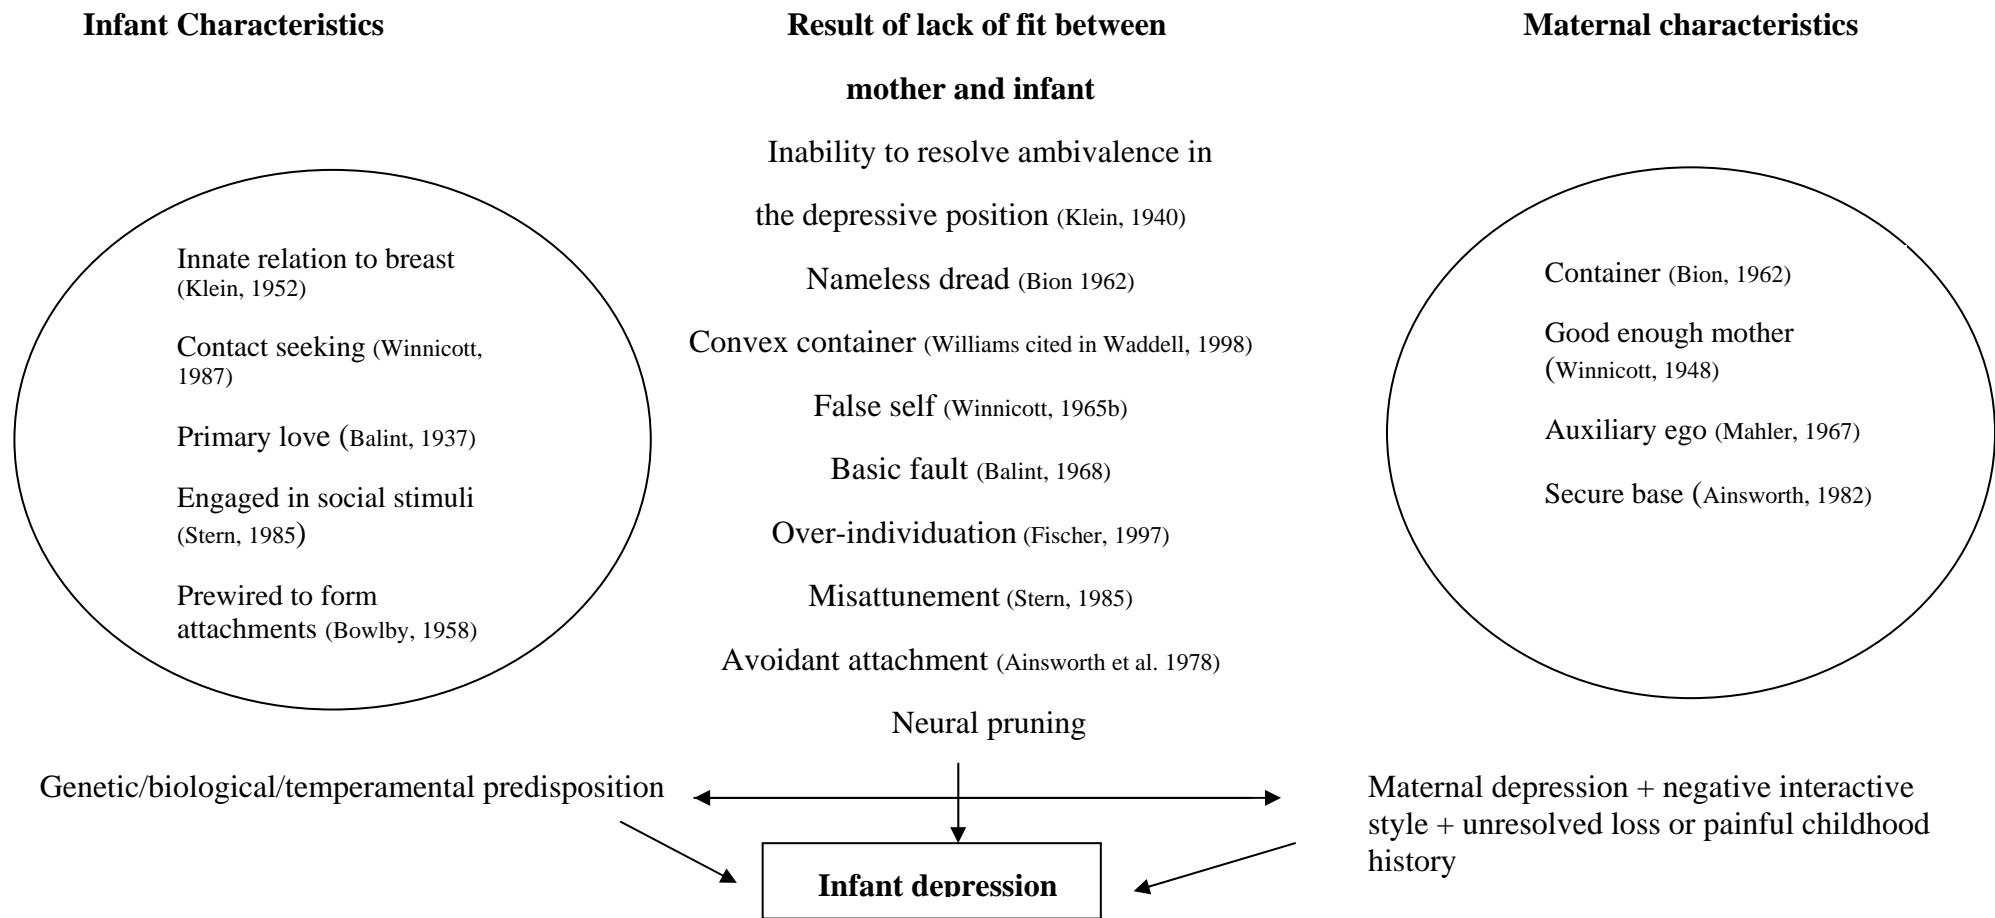 Infant Characteristics
Result of lack of fit between
mother and infant
Maternal characteristics
Innate relation to breast
(Klein, 1952)
Contact seeking (Winnicott,
1987)
Primary love (Balint, 1937)
Engaged in social stimuli
(Stern, 1985)
Prewired to form
attachments (Bowlby, 1958)
Inability to resolve ambivalence in
the depressive position (Klein, 1940)
Nameless dread (Bion 1962)
Convex container (Williams cited in Waddell, 1998)
False self (Winnicott, 1965b)
Basic fault (Balint, 1968)
Over-individuation (Fischer, 1997)
Misattunement (Stern, 1985)
Avoidant attachment (Ainsworth et al. 1978)
Neural pruning
Container (Bion, 1962)
Good enough mother
(Winnicott, 1948)
Auxiliary ego (Mahler, 1967)
Secure base (Ainsworth, 1982)
Genetic/biological/temperamental predisposition
Maternal depression + negative interactive
style + unresolved loss or painful childhood
history
Infant depression